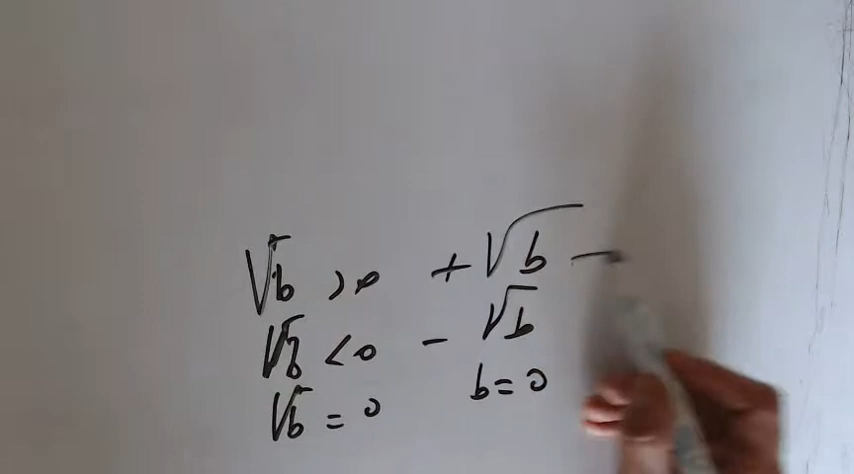 √b > 0 + √b —
√b < 0 - √b
√b = 0 b = 0